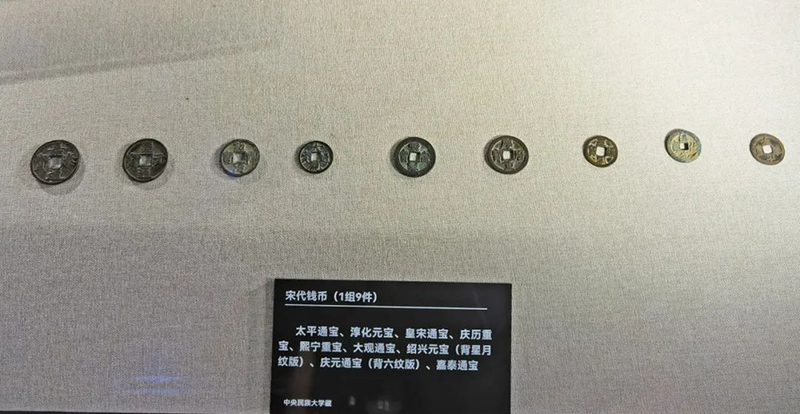 宋代钱币（1组9件）
太平通宝、淳化元宝、皇宋通宝、庆历重
宝、熙宁重宝、大观通宝、绍兴元宝（背星月
纹版）、庆元通宝（背六纹版）、嘉泰通宝
中央民族大学藏